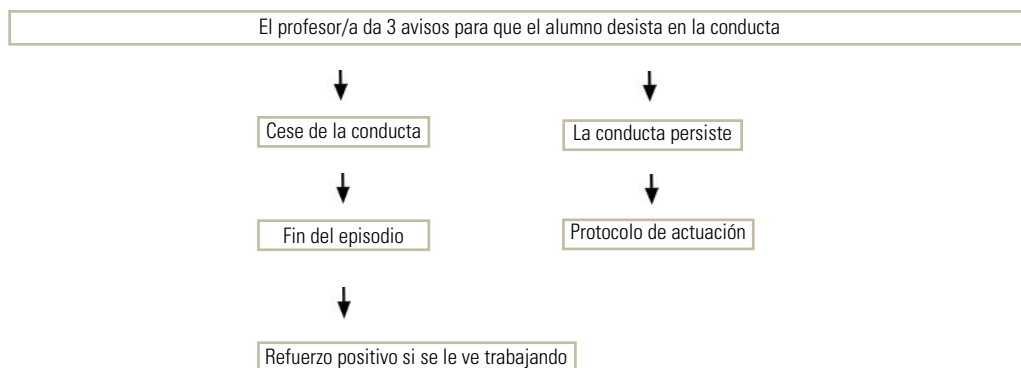 El profesor/a da 3 avisos para que el alumno desista en la conducta
Cese de la conducta
La conducta persiste
Fin del episodio
Protocolo de actuación
Refuerzo positivo si se le ve trabajando